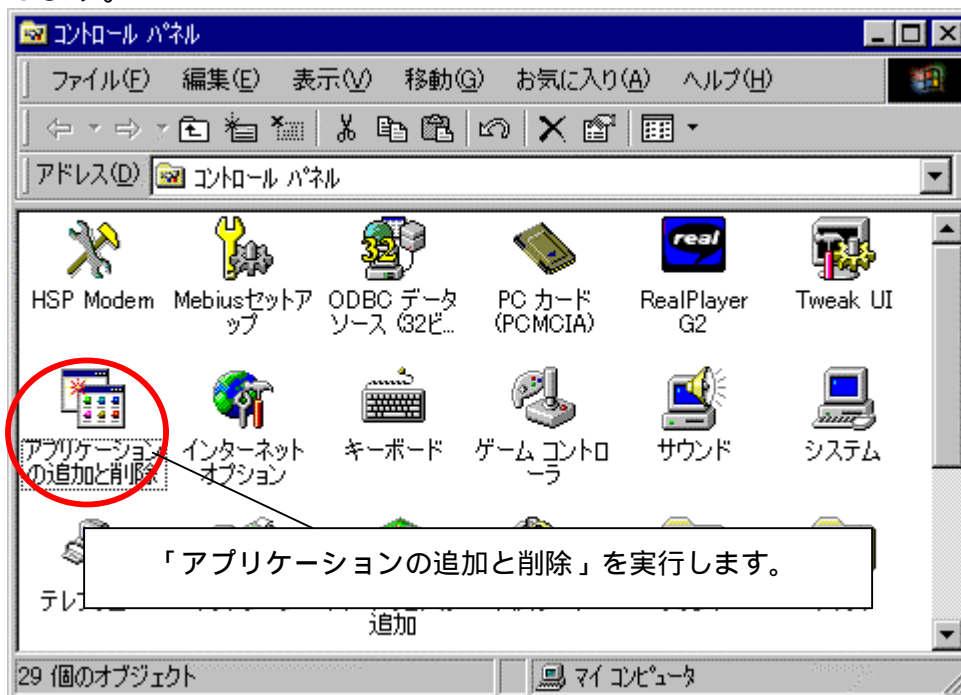 コントロール パネル
ファイル(F) 編集(E) 表示(V) 移動(G) お気に入り(A) ヘルプ(H)
アドレス(D) コントロール パネル
real
32
HSP Modem
Mebiusセットア
ップ
ODBC データ
ソース (32ビ...
PC カード
(PCMCIA)
RealPlayer
G2
Tweak UI
アプリケーション
の追加と削除
インターネット
オプション
キーボード
ゲーム コントロ
ーラ
サウンド
システム
「アプリケーションの追加と削除」を実行します。
追加
29 個のオブジェクト
マイ コンピュータ